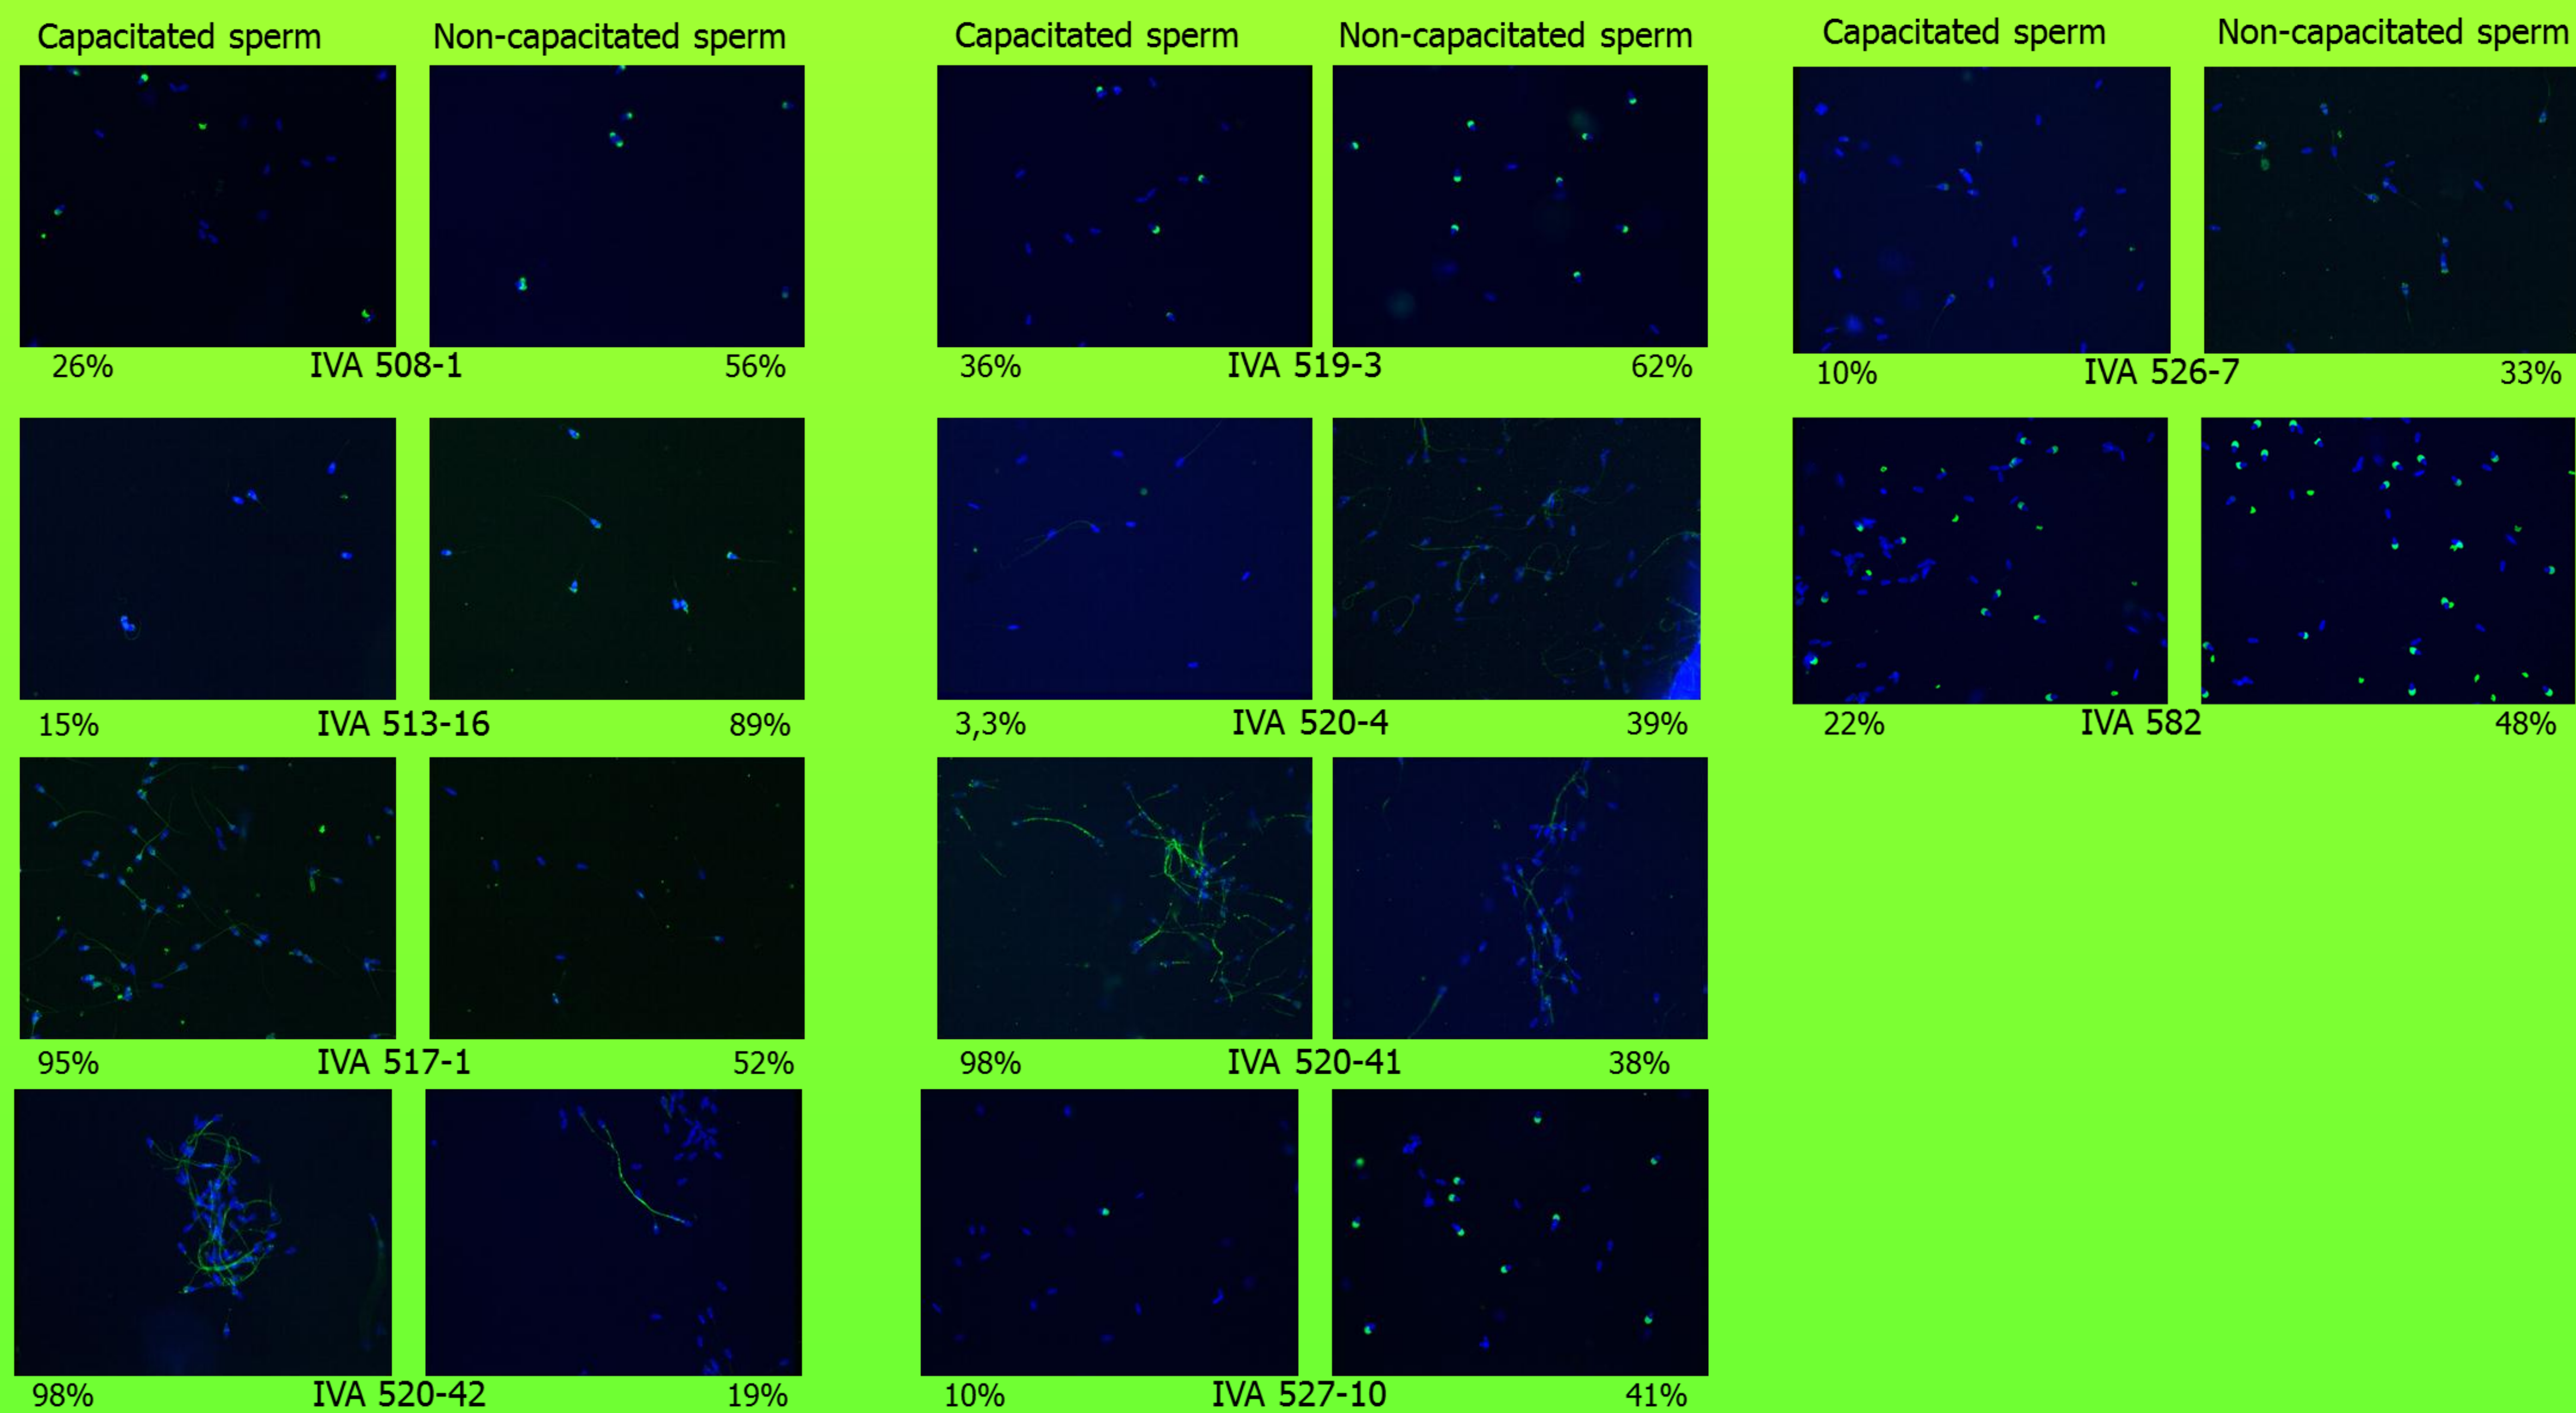 Capacitated sperm Non-capacitated sperm Capacitated sperm Non-capacitated sperm Capacitated sperm Non-capacitated sperm
26% IVA 508-1 56% 36% IVA 519-3 62% 10% IVA 526-7 33%
15% IVA 513-16 89% 3,3% IVA 520-4 39% 22% IVA 582 48%
95% IVA 517-1 52% 98% IVA 520-41 38%
98% IVA 520-42 19% 10% IVA 527-10 41%